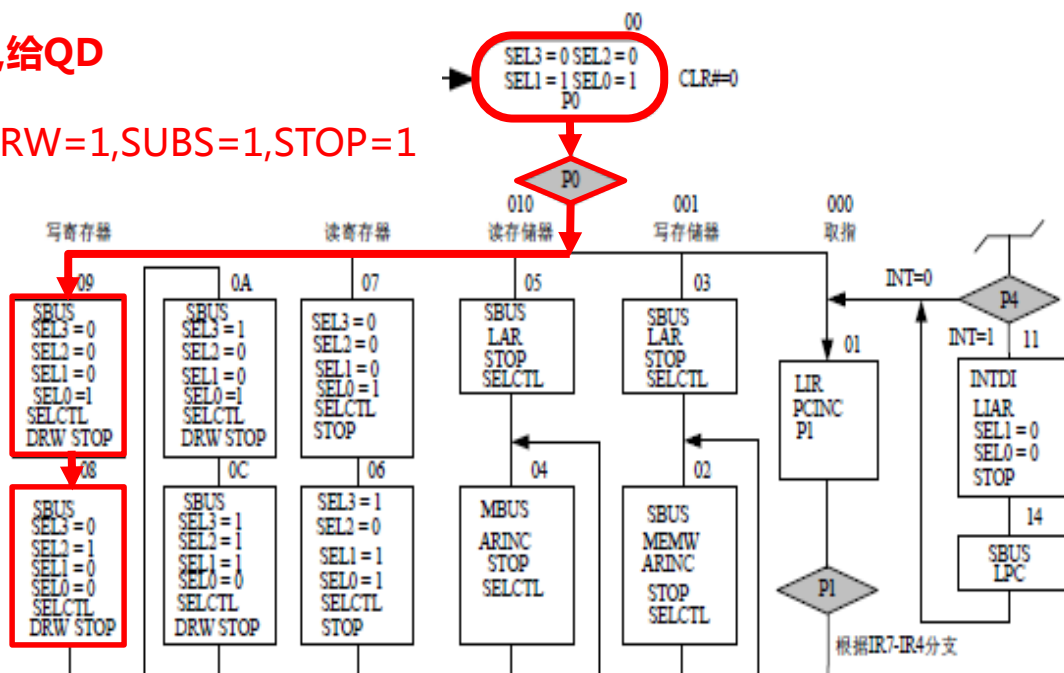 ,给QD
RW=1,SUBS=1,STOP=1
00
SEL3 = 0 SEL2 = 0
SEL1 = 1 SEL0 = 1
P0
CLR#=0
P0
写寄存器
读寄存器
010
读存储器
001
写存储器
000
取指
09
SBUS
SEL3 = 0
SEL2 = 0
SEL1 = 0
SEL0 =1
SELCTL
DRW STOP
0A
SBUS
SEL3 = 1
SEL2 = 0
SEL1 = 0
SEL0 =1
SELCTL
DRW STOP
07
SEL3 = 0
SEL2 = 0
SEL1 = 0
SEL0 = 1
SELCTL
STOP
05
SBUS
LAR
STOP
SELCTL
03
SBUS
LAR
STOP
SELCTL
INT=0
P4
INT=1
01
LIR
PCINC
P1
11
INTDI
LIAR
SEL1 = 0
SEL0 = 0
STOP
08
SBUS
SEL3 = 0
SEL2 = 1
SEL1 = 0
SEL0 = 0
SELCTL
DRW STOP
0C
SBUS
SEL3 = 1
SEL2 = 1
SEL1 = 1
SEL0 = 0
SELCTL
DRW STOP
06
SEL3 = 1
SEL2 = 0
SEL1 = 1
SEL0 = 1
SELCTL
STOP
04
MBUS
ARINC
STOP
SELCTL
02
SBUS
MEMW
ARINC
STOP
SELCTL
14
SBUS
LPC
P1
根据IR7-IR4分支